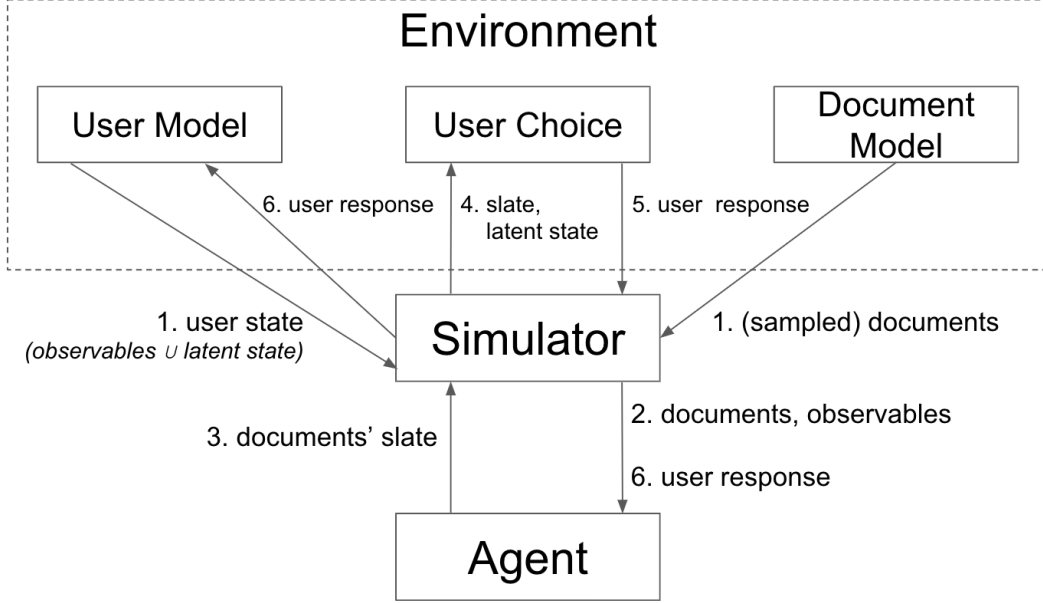 Environment
User Model
User Choice
Document
Model
6. user response
4. slate,
latent state
5. user response
1. user state
(observables ∪ latent state)
Simulator
1. (sampled) documents
3. documents’ slate
2. documents, observables
6. user response
Agent